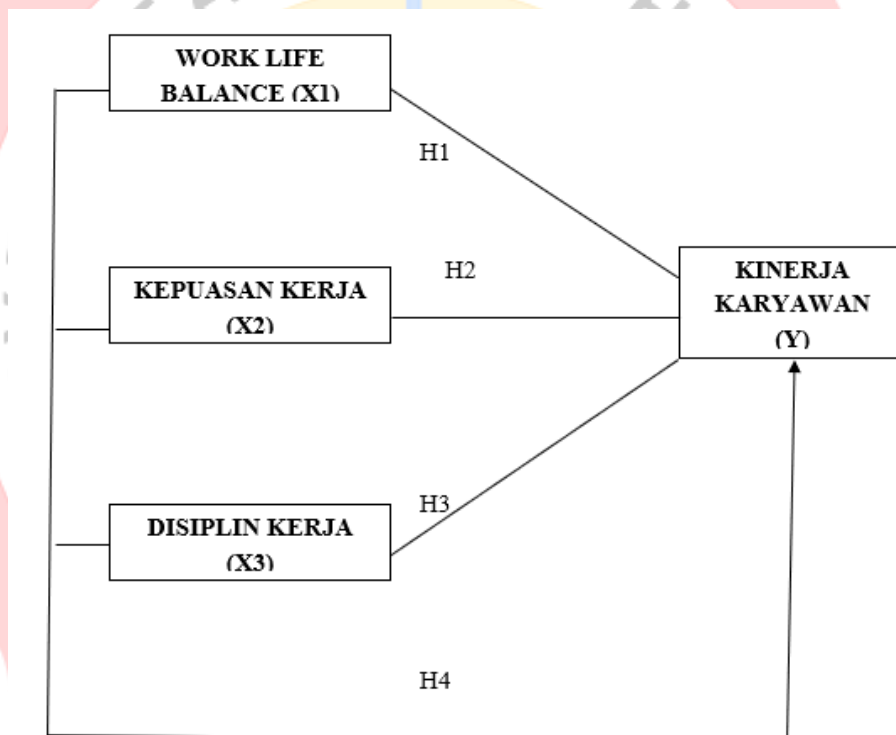 WORK LIFE
BALANCE (X1)
H1
H2
KEPUASAN KERJA
(X2)
KINERJA
KARYAWAN
(Y)
H3
DISIPLIN KERJA
(X3)
H4